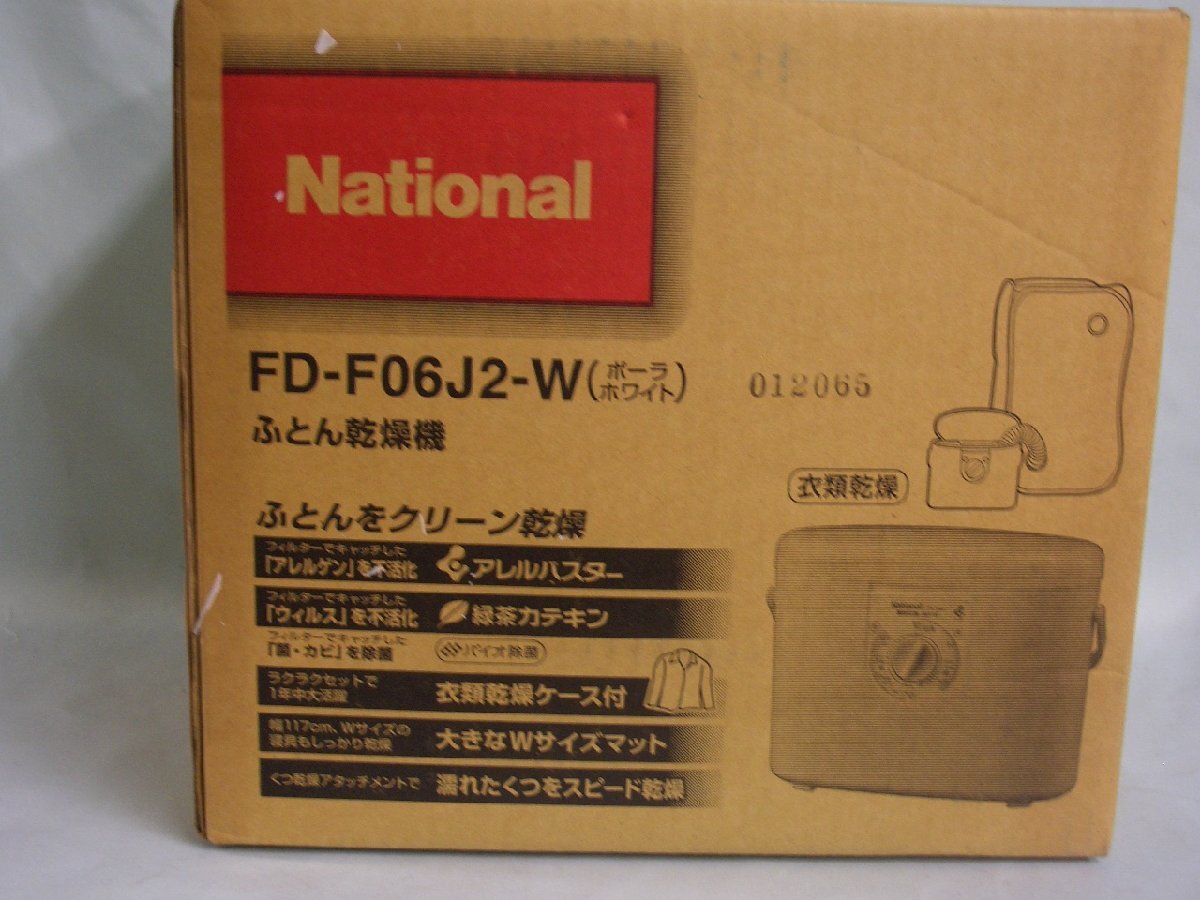 National
FD-F06J2-W(ポーラ
ホワイト)
012065
ふとん乾燥機
衣類乾燥
ふとんをクリーン乾燥
フィルターでキャッチした
「アレルゲン」を不活化 アレルバスター
フィルターでキャッチした
「ウィルス」を不活化 緑茶カテキン
フィルターでキャッチした
「菌・カビ」を除菌 バイオ除菌
ラクラクセットで
1年中大活躍 衣類乾燥ケース付
幅117cm、Wサイズの
寝具もしっかり乾燥 大きなWサイズマット
くつ乾燥アタッチメントで 濡れたくつをスピード乾燥
National